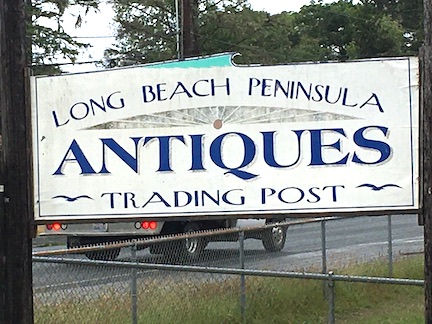 LONG BEACH PENINSULA
ANTIQUES
TRADING POST